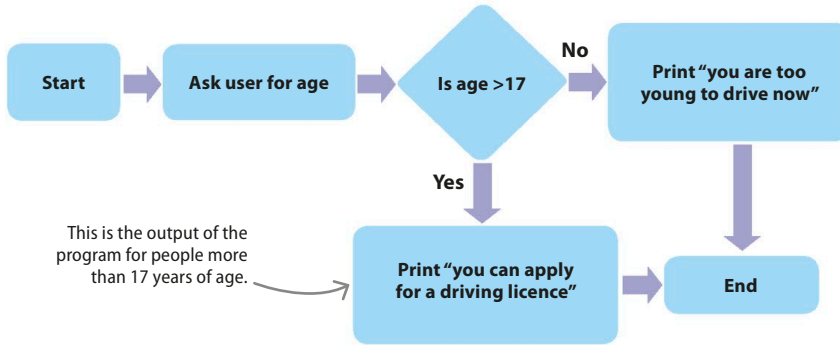 Start
Ask user for age
Is age >17
No
Print “you are too
young to drive now”
Yes
This is the output of the
program for people more
than 17 years of age.
Print “you can apply
for a driving licence”
End